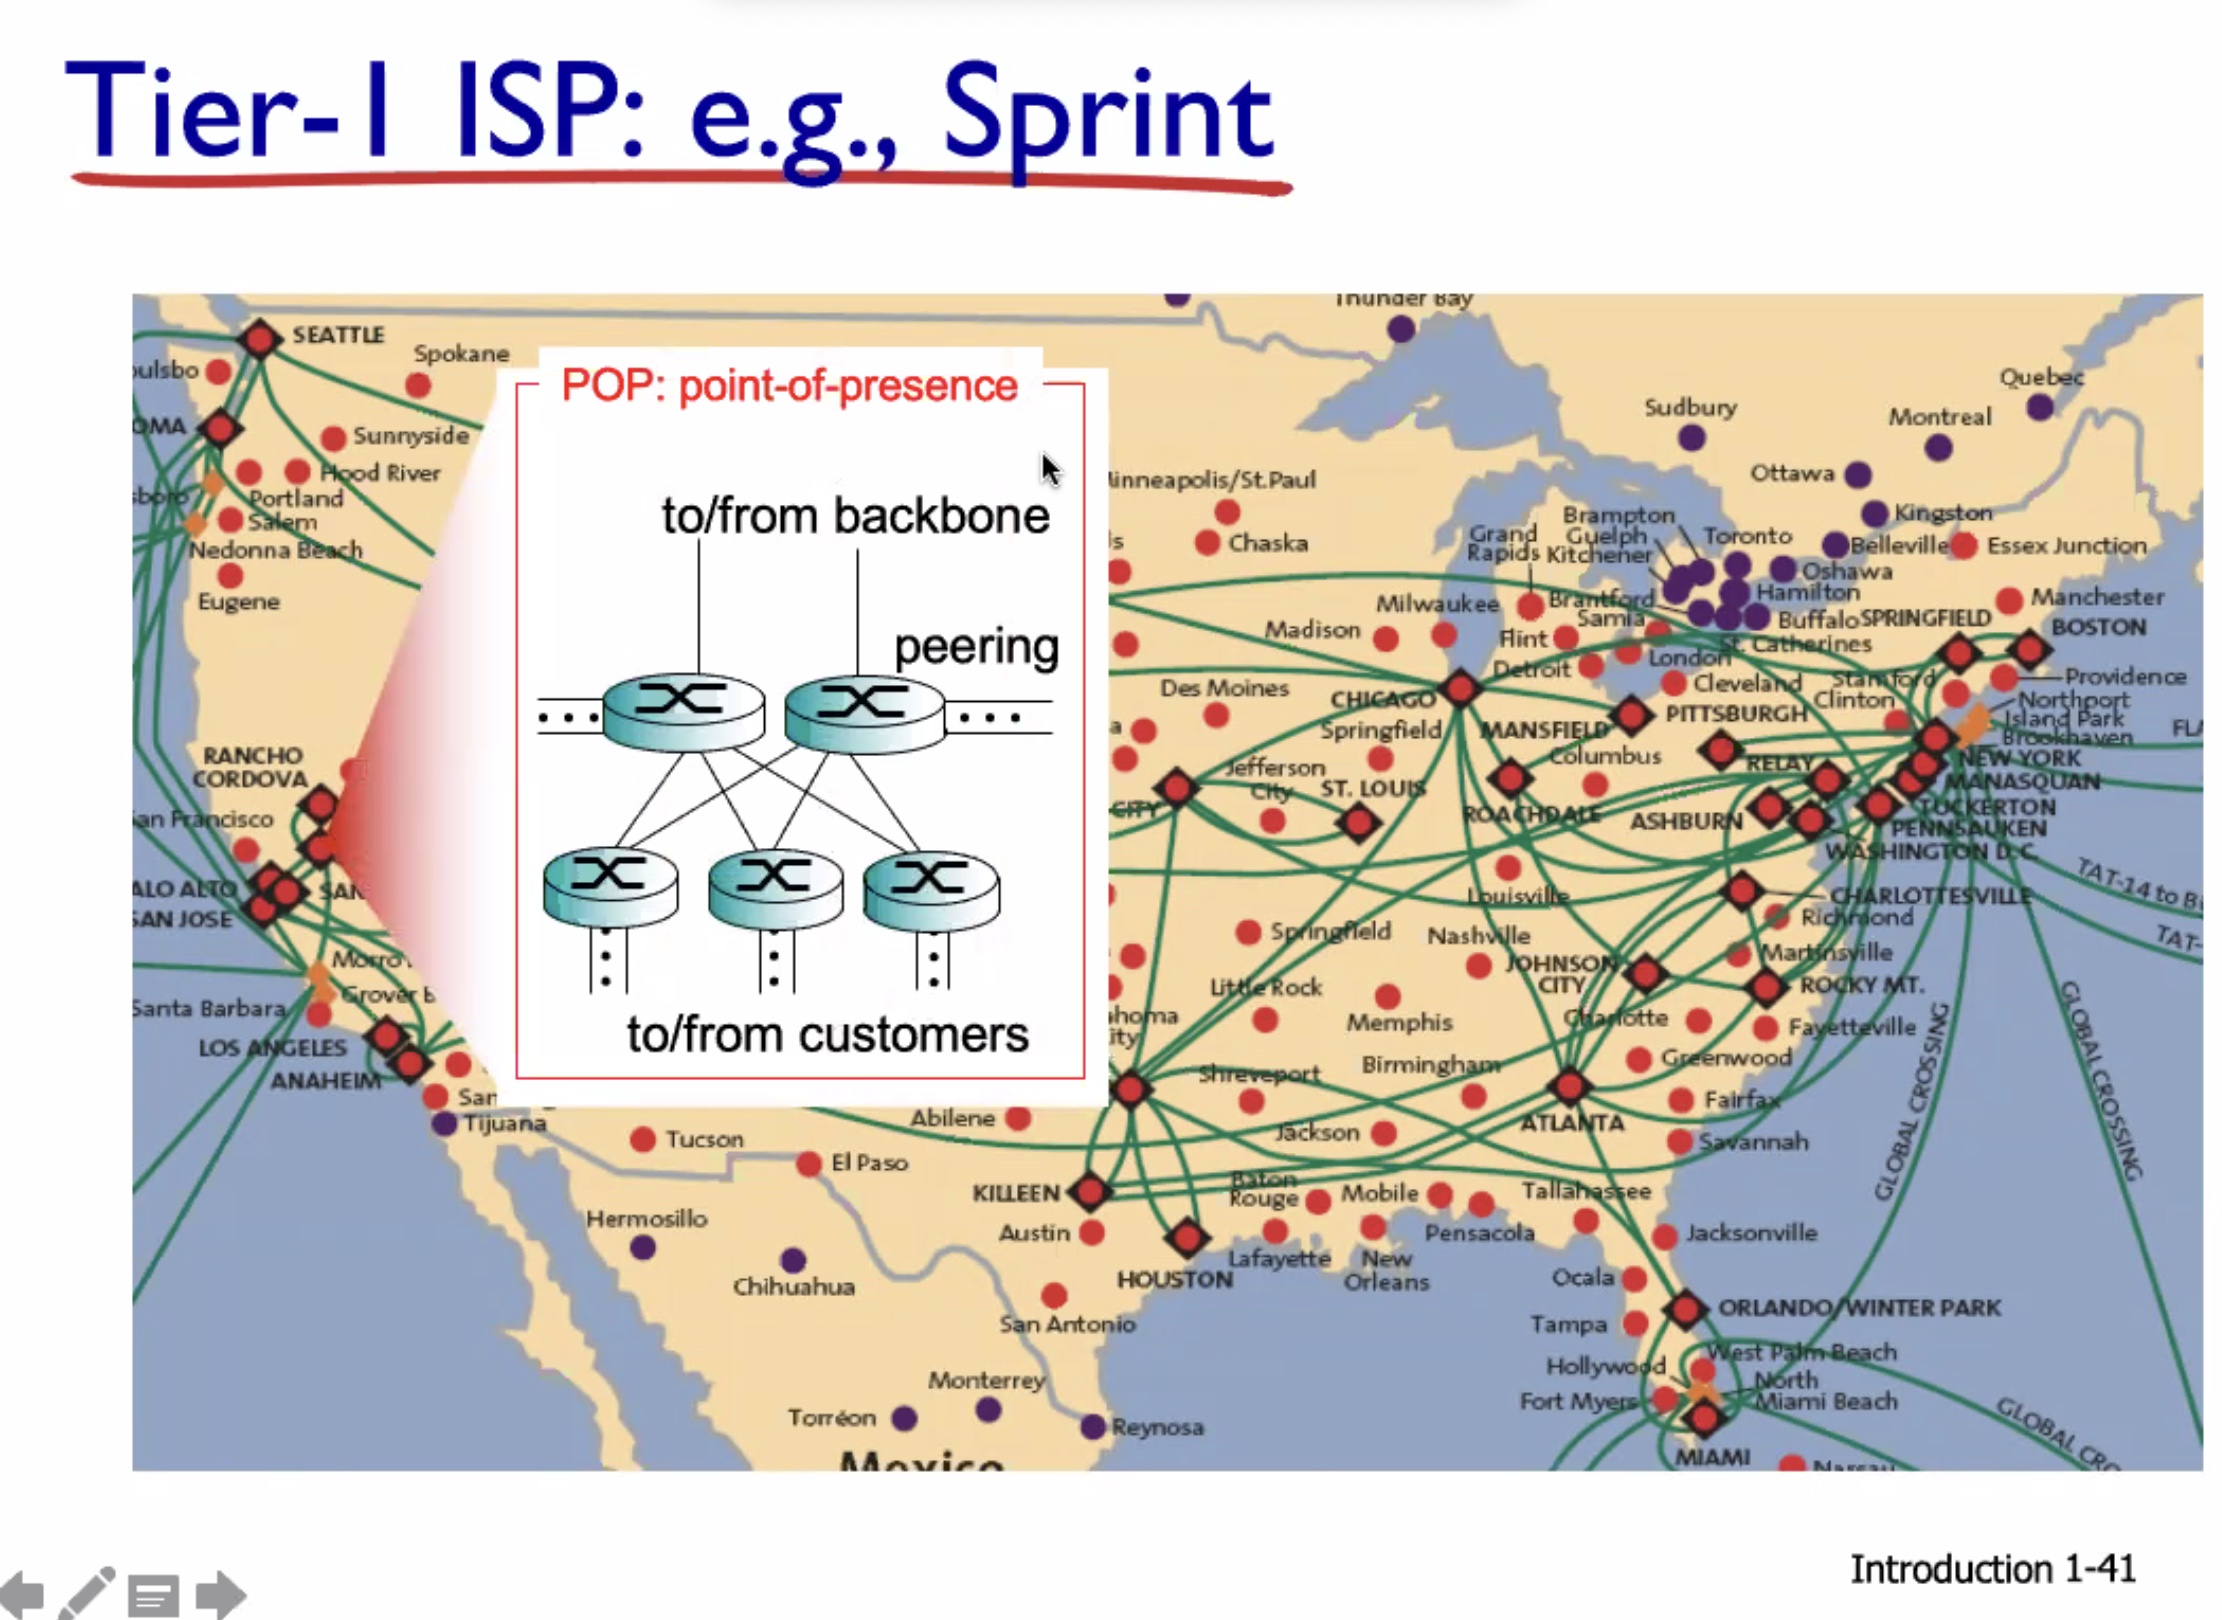 Tier-1 ISP: e.g., Sprint
Thunder Bay
SEATTLE
Spokane
Quebec
oulsbo
POP: point-of-presence
Sudbury
Montreal
OMA
Sunnyside
Hood River
Ottawa
Portland
Salem
sboro
to/from backbone
inneapolis/St.Paul
Chaska
Nedonna Beach
Eugene
Grand
Rapids
Brampton
Guelph
Kitchener
Toronto
Kingston
Belleville
Essex Junction
Oshawa
Hamilton
Brantford
Milwaukee
Samia
Buffalo
SPRINGFIELD
Manchester
BOSTON
Madison
Flint
St. Catherines
London
Detroit
peering
Des Moines
CHICAGO
Cleveland
Stamford
Clinton
Providence
Northport
Island Park
Brookhaven
FLA
Springfield
MANSFIELD
PITTSBURGH
Columbus
RELAY
NEW YORK
MANASQUAN
TUCKERTON
PENNSAUKEN
WASHINGTON D.C.
RANCHO
CORDOVA
an Francisco
Jefferson
City
ST. LOUIS
CITY
ROACHDALE
ASHBURN
ALO ALTO
SAN
SAN JOSE
Louisville
CHARLOTTESVILLE
Richmond
TAT-14 to B
TAT-
Springfield
Nashville
Martinsville
Morro
Grover B
JOHNSON
CITY
ROCKY MT.
Santa Barbara
Little Rock
Memphis
Charlotte
Fayetteville
LOS ANGELES
ahoma
ity
to/from customers
Greenwood
ANAHEIM
Shreveport
Birmingham
San
Tijuana
Abilene
Fairfax
ATLANTA
Tucson
Jackson
Savannah
El Paso
GLOBAL CROSSING
GLOBAL CROSSING
KILLEEN
Baton
Rouge
Mobile
Tallahassee
Hermosillo
Austin
Lafayette
New
Orleans
Pensacola
Jacksonville
Chihuahua
HOUSTON
Ocala
San Antonio
ORLANDO/WINTER PARK
Tampa
West Palm Beach
Hollywood
North
Miami Beach
Fort Myers
Monterrey
Torréon
Reynosa
GLOBAL CRO
Mexico
MIAMI
Nassau
Introduction 1-41